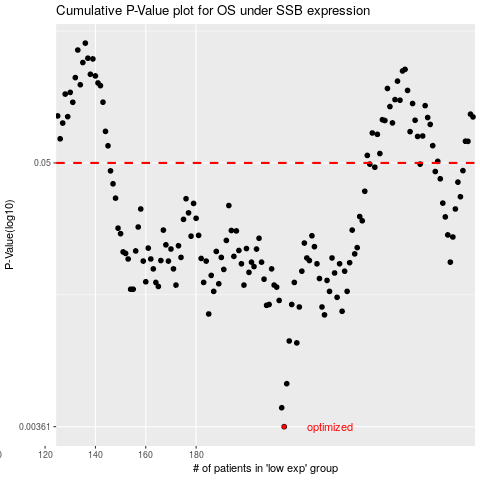 Cumulative P-Value plot for OS under SSB expression
P-Value(log10)
0.05
0.00361
optimized
0 120 140 160 180
# of patients in 'low exp' group